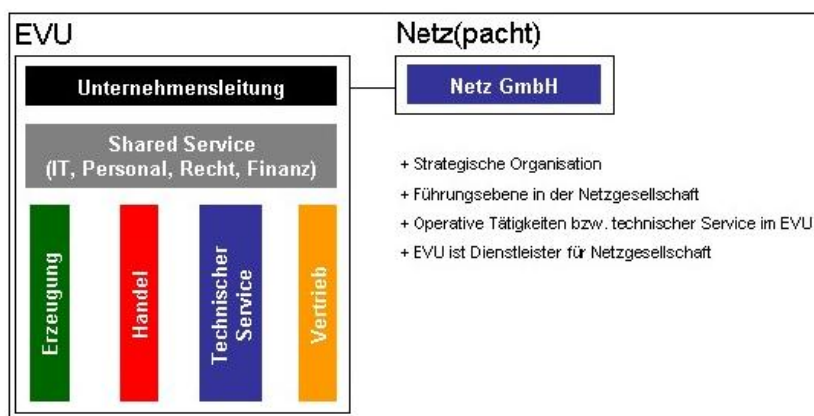 EVU
Netz(pacht)
Unternehmensleitung
Netz GmbH
Shared Service
(IT, Personal, Recht, Finanz)
+ Strategische Organisation
+ Führungsebene in der Netzgesellschaft
+ Operative Tätigkeiten bzw. technischer Service im EVU
+ EVU ist Dienstleister für Netzgesellschaft
Erzeugung
Handel
Technischer
Service
Vertrieb